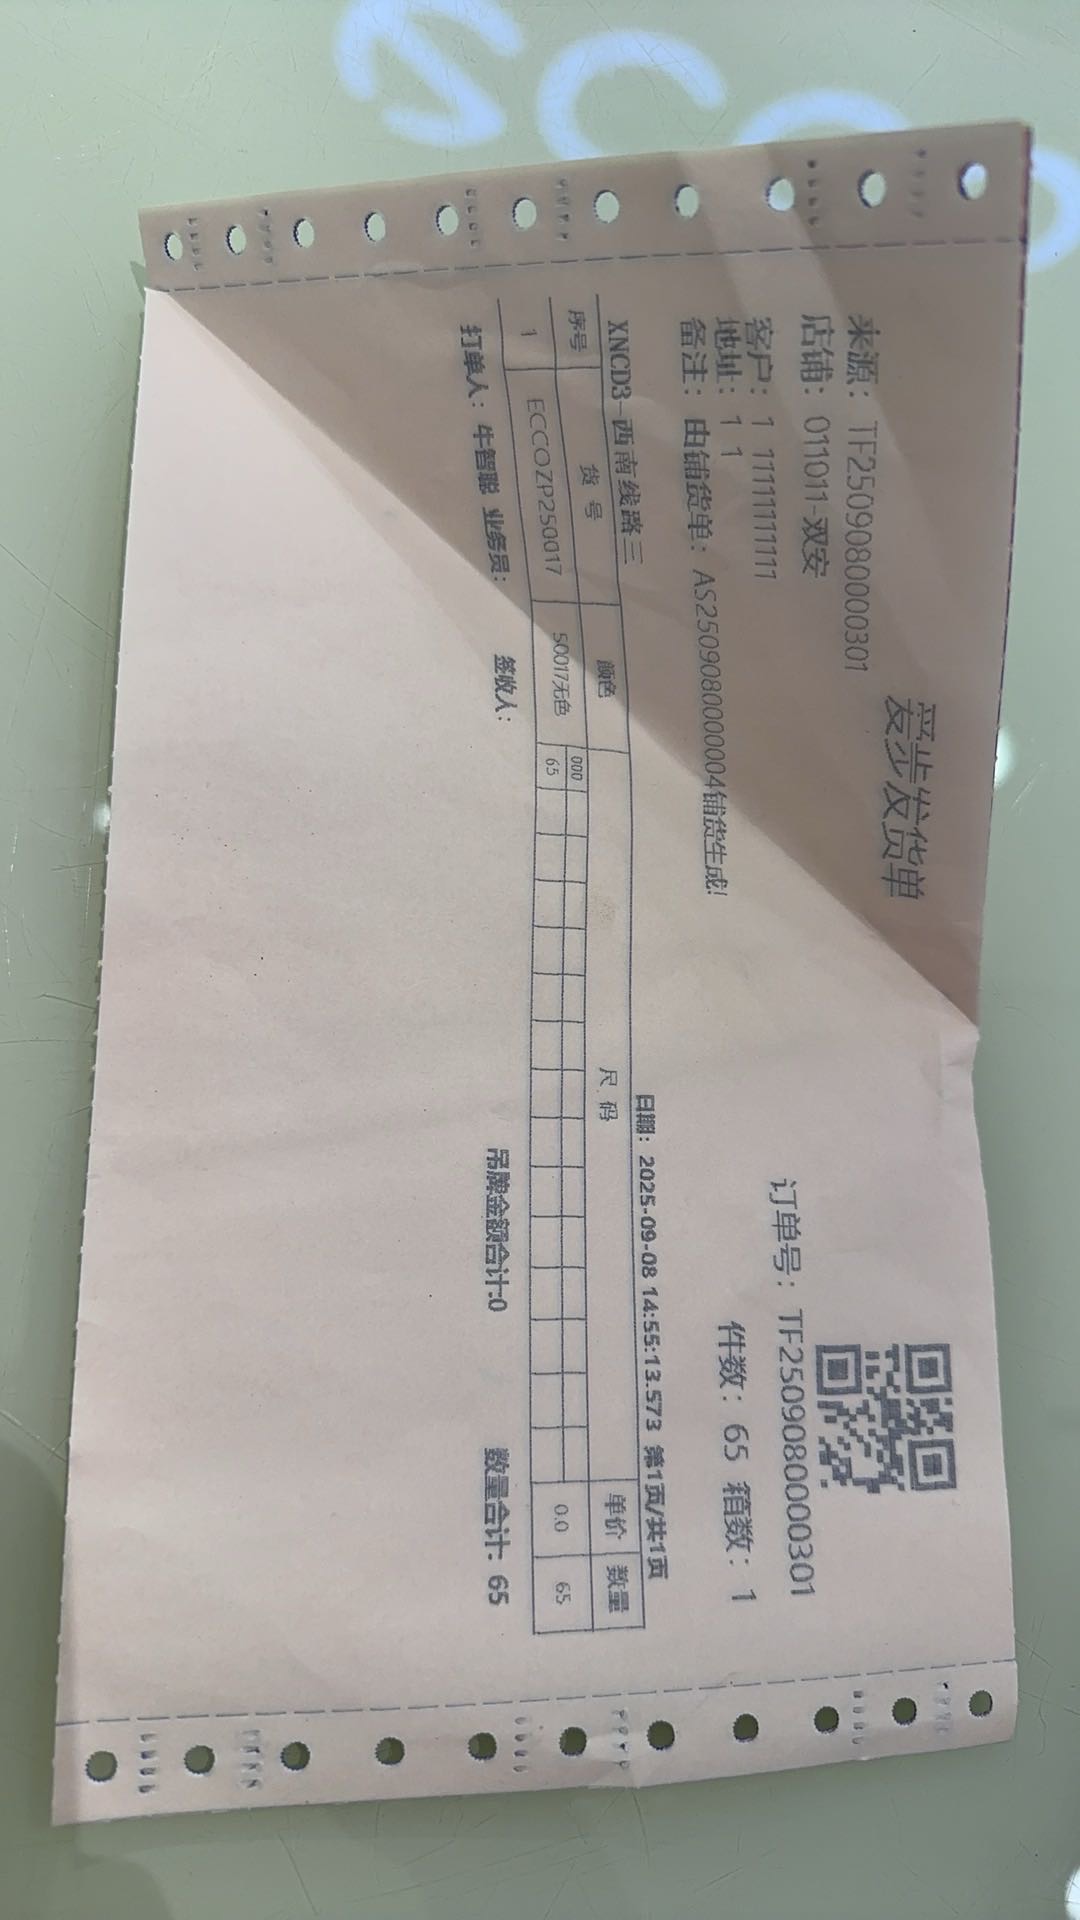 爱步发货单
来源：TF2509080000301
店铺：011011-双安
订单号：TF2509080000301
客户：1 1111111111
地址：1 1
件数：65 箱数：1
备注：由铺货单：AS2509080000004铺货生成!
XNCD3-西南线路三 日期：2025-09-08 14:55:13.573 第1页/共1页
序号 货号 颜色 尺码 单价 数量
000
1 ECCOZP250017 50017无色 65 0.0 65
打单人：牛智聪 业务员： 签收人： 吊牌金额合计:0 数量合计：65